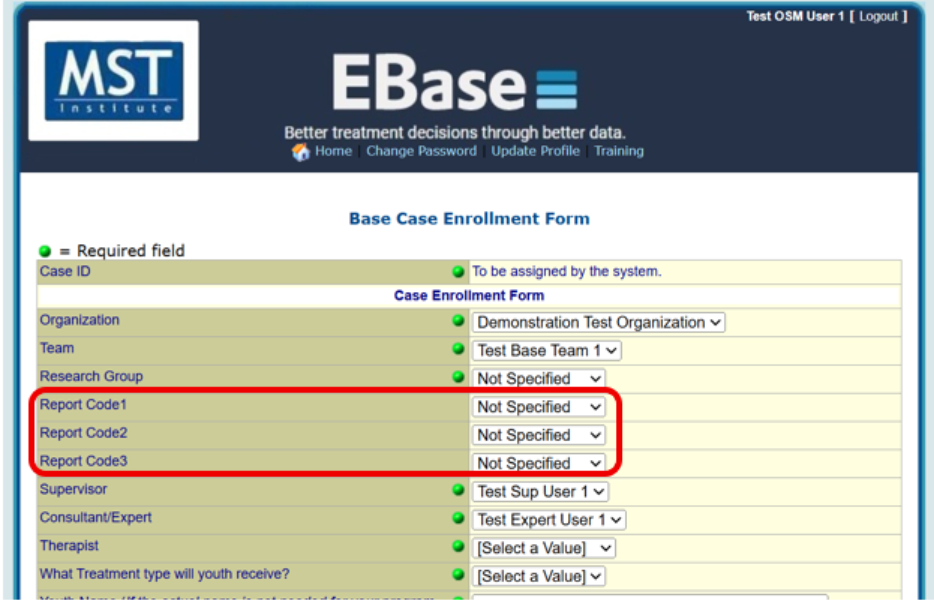 Test OSM User 1 [ Logout ]
MST
Institute
EBase
Better treatment decisions through better data.
Home | Change Password | Update Profile | Training
Base Case Enrollment Form
= Required field
Case ID To be assigned by the system.
Case Enrollment Form
Organization Demonstration Test Organization
Team Test Base Team 1
Research Group Not Specified
Report Code1 Not Specified
Report Code2 Not Specified
Report Code3 Not Specified
Supervisor Test Sup User 1
Consultant/Expert Test Expert User 1
Therapist [Select a Value]
What Treatment type will youth receive? [Select a Value]